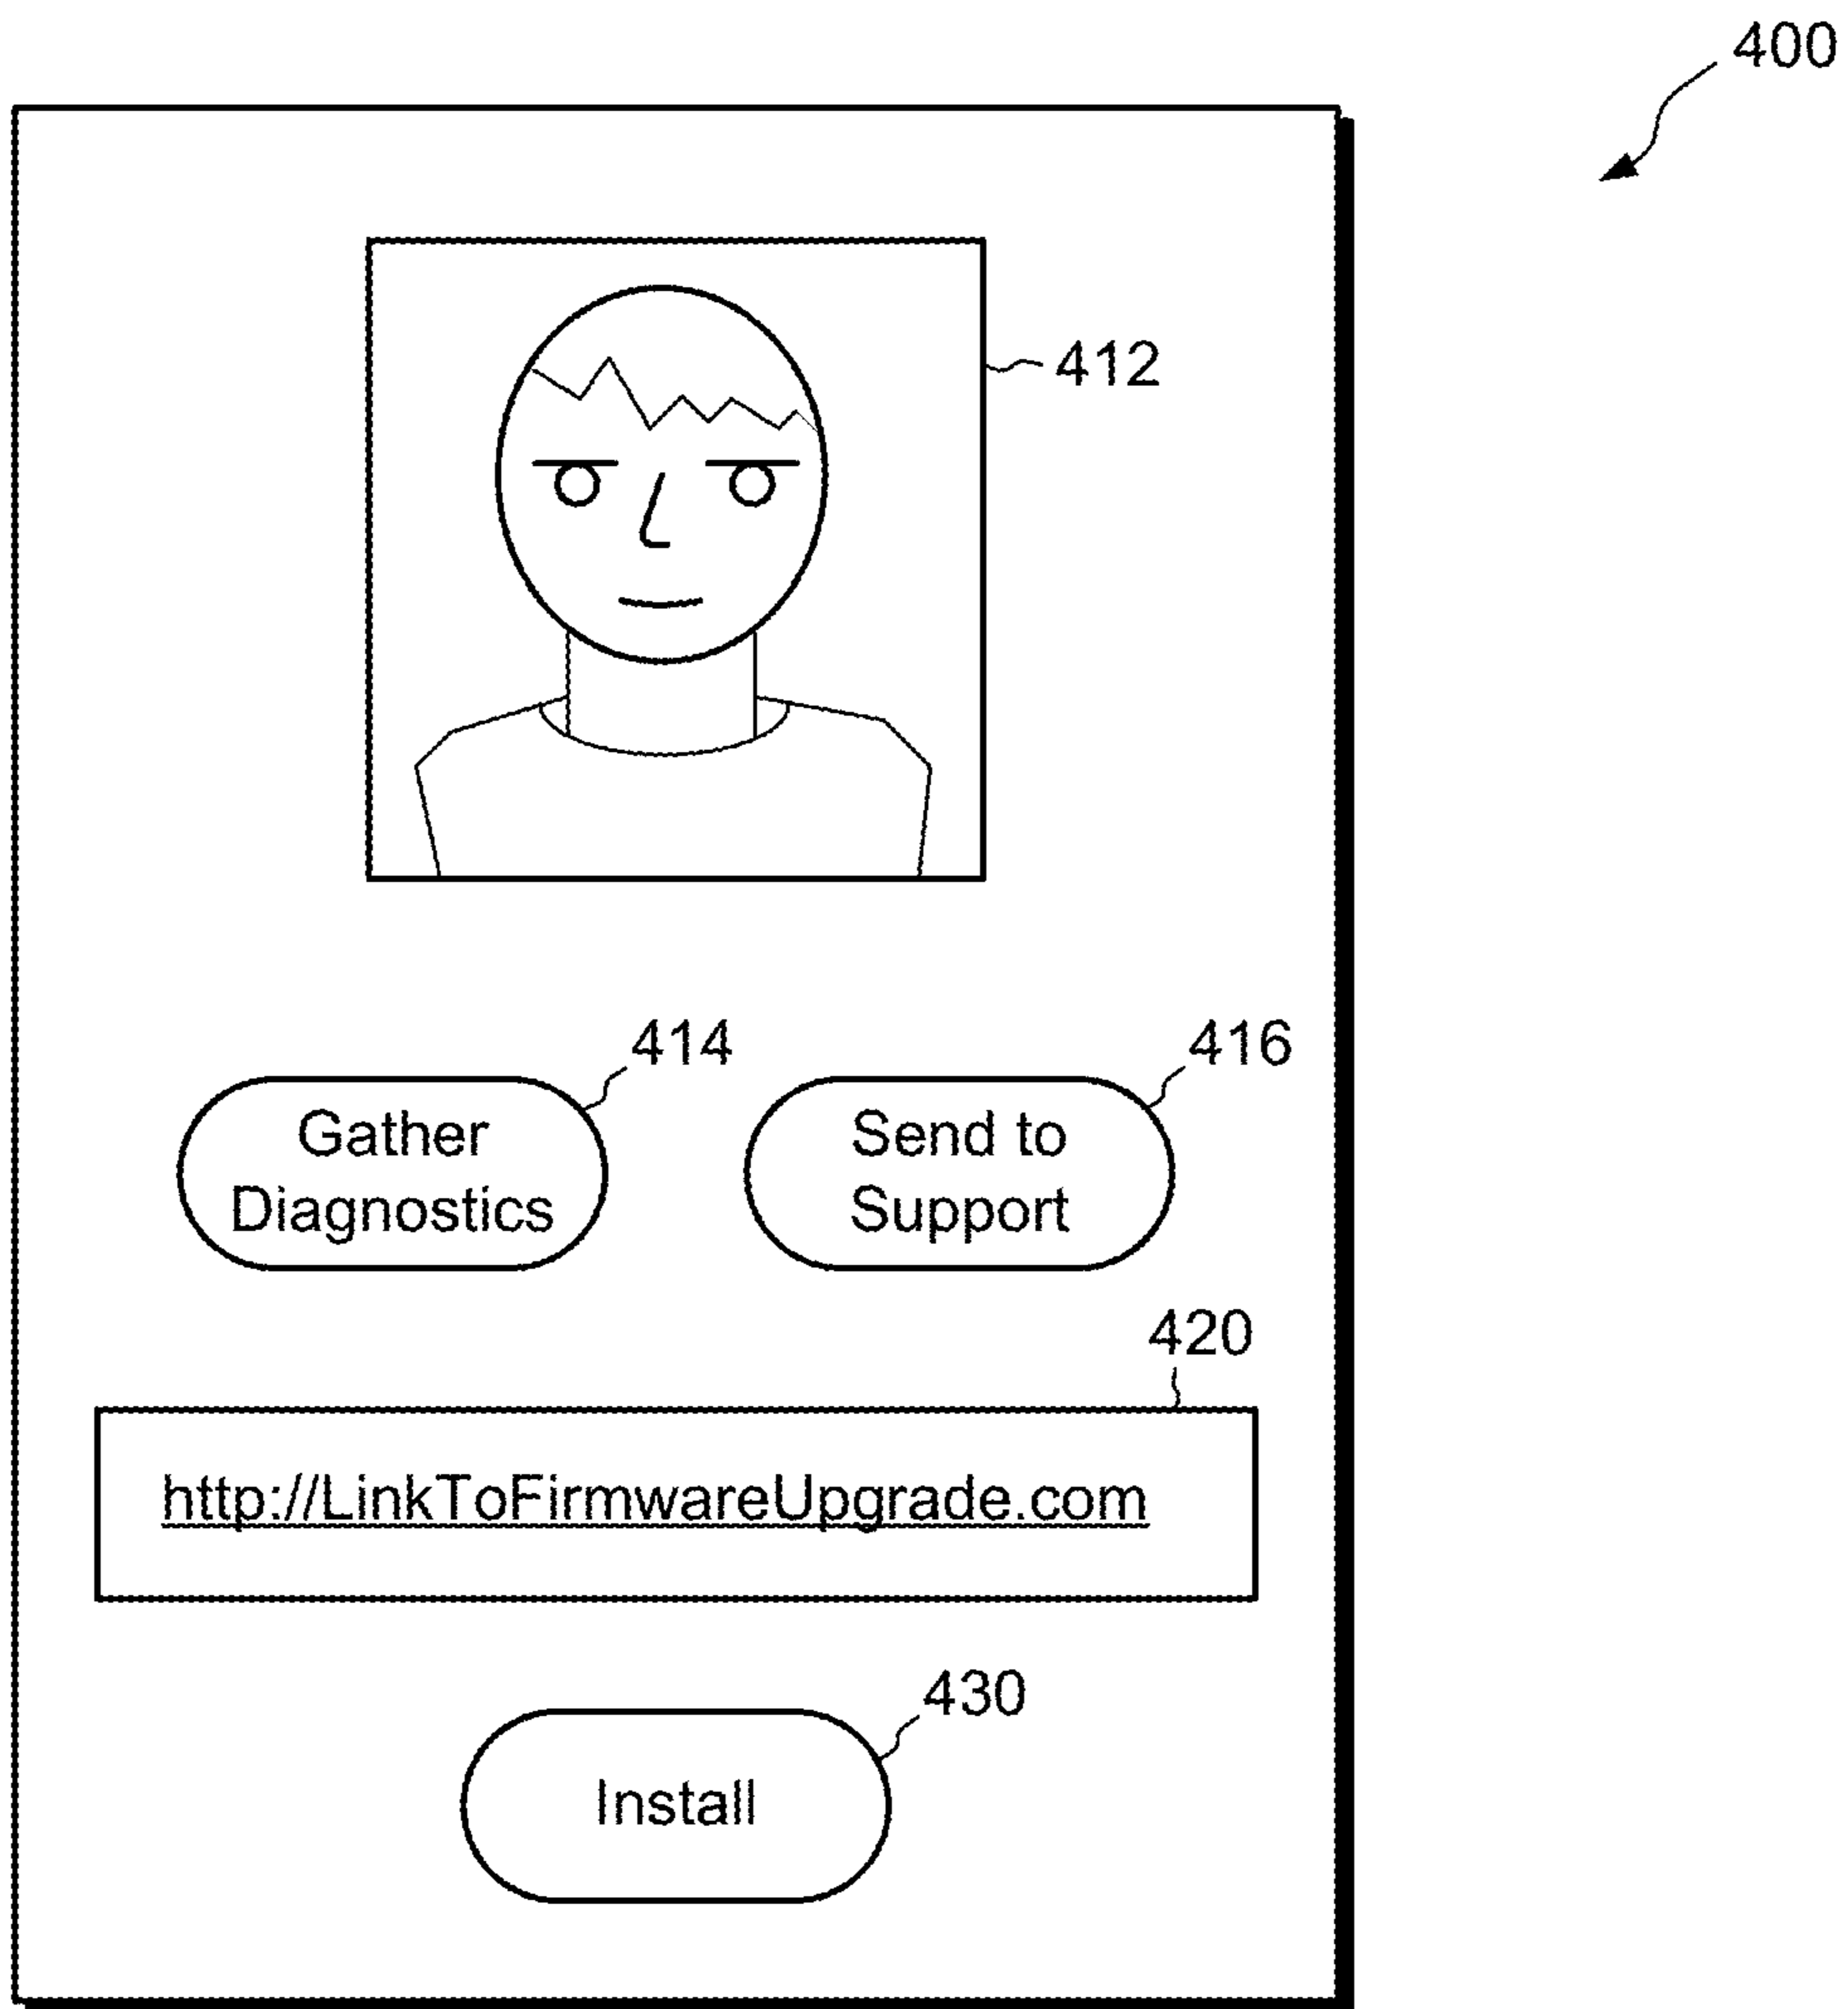 400
412
414
416
Gather
Diagnostics
Send to
Support
420
http://LinkToFirmwareUpgrade.com
430
Install